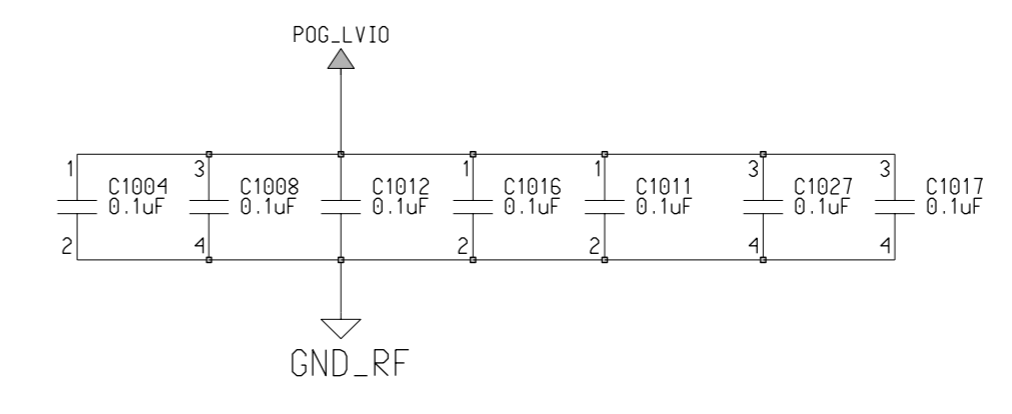 POG_LVIO
1 3 1 1 3 3
C1004 C1008 C1012 C1016 C1011 C1027 C1017
0.1uF 0.1uF 0.1uF 0.1uF 0.1uF 0.1uF 0.1uF
2 4 2 2 4 4
GND_RF